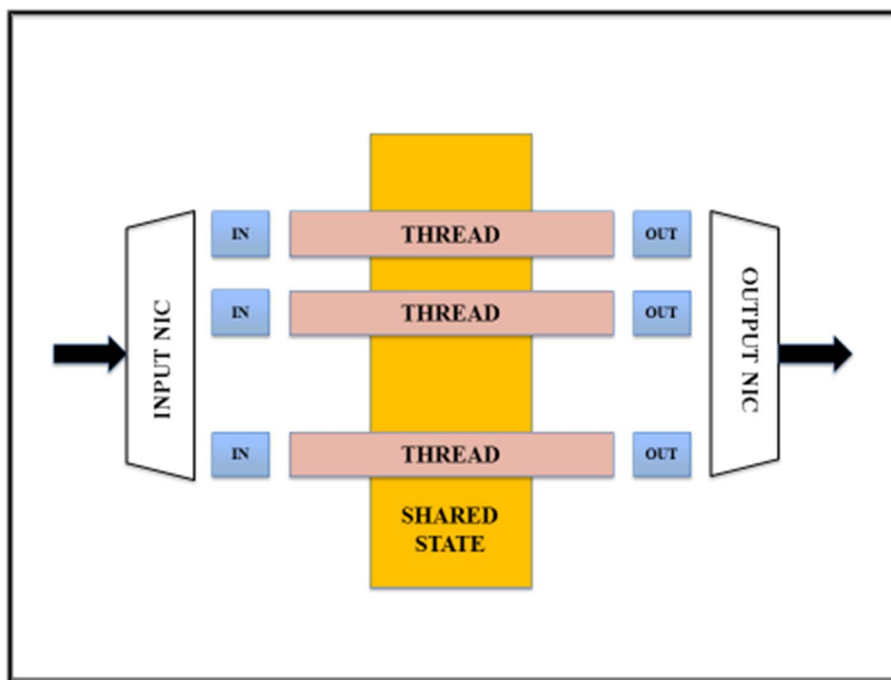 INPUT NIC
IN
THREAD
OUT
IN
THREAD
OUT
IN
THREAD
OUT
SHARED
STATE
OUTPUT NIC